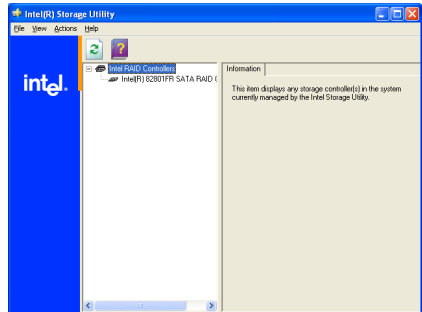 Intel(R) Storage Utility
File View Actions Help
intel.
Intel RAID Controllers
Intel(R) 82801FR SATA RAID (
Information
This item displays any storage controller(s) in the system
currently managed by the Intel Storage Utility.